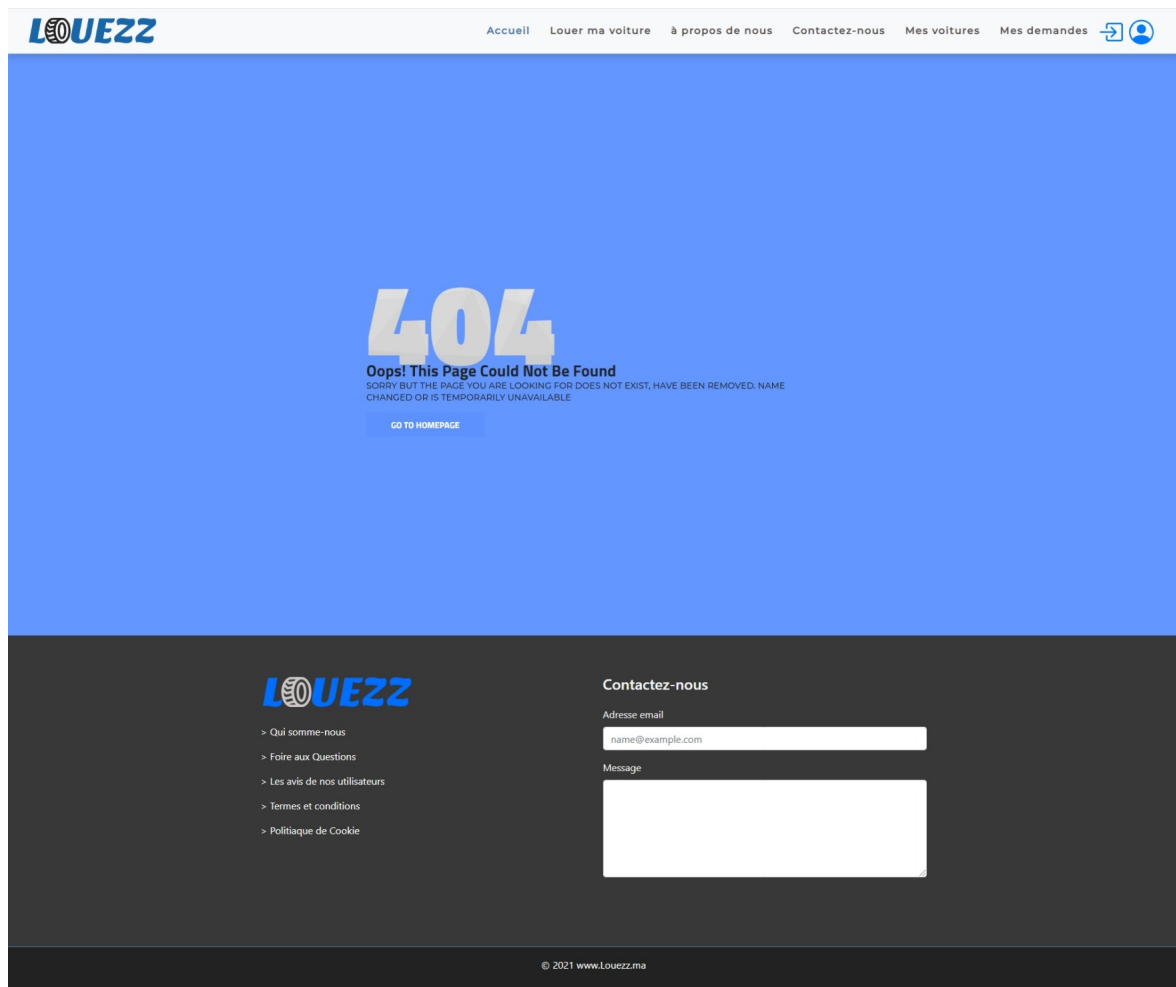 LOUEZZ
Accueil Louer ma voiture à propos de nous Contactez-nous Mes voitures Mes demandes
404
Oops! This Page Could Not Be Found
SORRY BUT THE PAGE YOU ARE LOOKING FOR DOES NOT EXIST, HAVE BEEN REMOVED. NAME
CHANGED OR IS TEMPORARILY UNAVAILABLE
GO TO HOMEPAGE
LOUEZZ
> Qui somme-nous
> Foire aux Questions
> Les avis de nos utilisateurs
> Termes et conditions
> Politiaque de Cookie
Contactez-nous
Adresse email
name@example.com
Message
© 2021 www.Louezz.ma